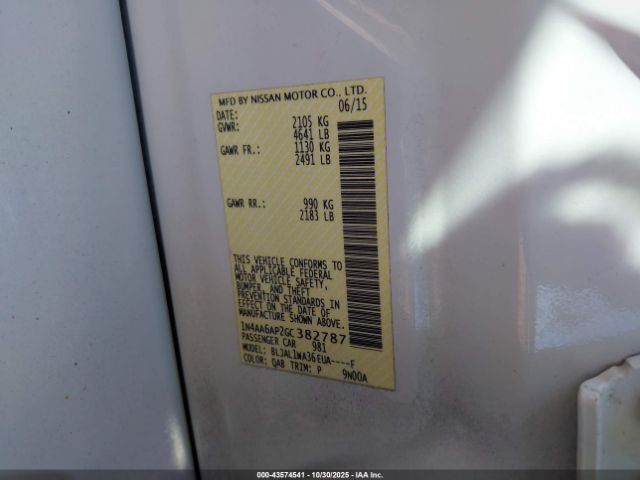 MFD BY NISSAN MOTOR CO., LTD.
DATE: 06/15
GVWR: 2105 KG
4641 LB
GAWR FR.: 1130 KG
2491 LB
GAWR RR.: 990 KG
2183 LB
THIS VEHICLE CONFORMS TO
ALL APPLICABLE FEDERAL
MOTOR VEHICLE SAFETY,
BUMPER, AND THEFT
PREVENTION STANDARDS IN
EFFECT ON THE DATE OF
MANUFACTURE SHOWN ABOVE.
1N4AA6AP2GC382787
PASSENGER CAR 981
MODEL: BLJAL1WA36EUA----F
COLOR: QAB TRIM: P 9N00A
000-43574541 | 10/30/2025 | IAA Inc.